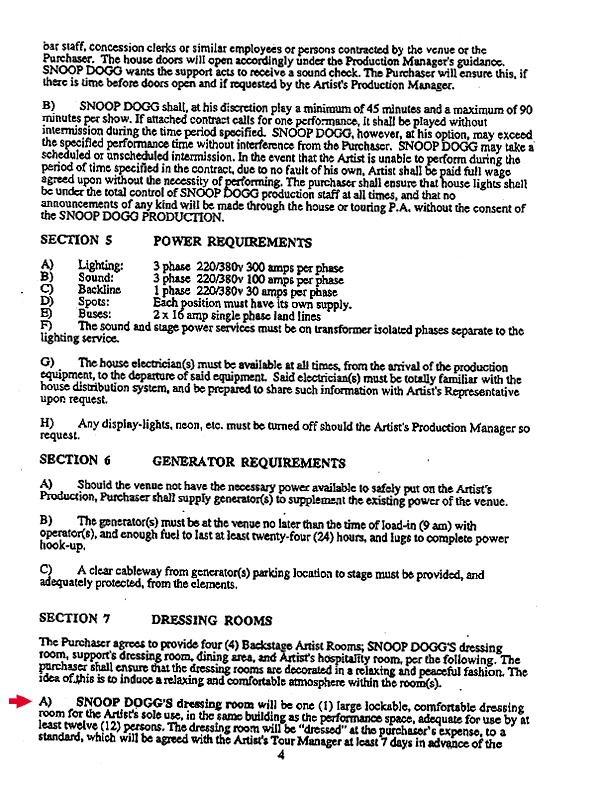 bar staff, concession clerks or similar employees or persons contracted by the venue or the
Purchaser. The house doors will open accordingly under the Production Manager's guidance.
SNOOP DOGG wants the support acts to receive a sound check. The Purchaser will ensure this, if
there is time before doors open and if requested by the Artist's Production Manager.
B) SNOOP DOGG shall, at his discretion play a minimum of 45 minutes and a maximum of 90
minutes per show. If attached contract calls for one performance, it shall be played without
intermission during the time period specified. SNOOP DOGG, however, at his option, may exceed
the specified performance time without interference from the Purchaser. SNOOP DOGG may take a
scheduled or unscheduled intermission. In the event that the Artist is unable to perform during the
period of time specified in the contract, due to no fault of his own, Artist shall be paid full wage
agreed upon without the necessity of performing. The purchaser shall ensure that house lights shall
be under the total control of SNOOP DOGG production staff at all times, and that no
announcements of any kind will be made through the house or touring P.A. without the consent of
the SNOOP DOGG PRODUCTION.
SECTION 5 POWER REQUIREMENTS
A) Lighting: 3 phase 220/380v 300 amps per phase
B) Sound: 3 phase 220/380v 100 amps per phase
C) Backline 1 phase 220/380v 30 amps per phase
D) Spots: Each position must have its own supply.
E) Buses: 2 x 16 amp single phase land lines
F) The sound and stage power services must be on transformer isolated phases separate to the
lighting service.
G) The house electrician(s) must be available at all times, from the arrival of the production
equipment, to the departure of said equipment. Said electrician(s) must be totally familiar with the
house distribution system, and be prepared to share such information with Artist's Representative
upon request.
H) Any display-lights, neon, etc. must be turned off should the Artist's Production Manager so
request.
SECTION 6 GENERATOR REQUIREMENTS
A) Should the venue not have the necessary power available to safely put on the Artist's
Production, Purchaser shall supply generator(s) to supplement the existing power of the venue.
B) The generator(s) must be at the venue no later than the time of load-in (9 am) with
operator(s), and enough fuel to last at least twenty-four (24) hours, and lugs to complete power
hook-up.
C) A clear cableway from generator(s) parking location to stage must be provided, and
adequately protected, from the elements.
SECTION 7 DRESSING ROOMS
The Purchaser agrees to provide four (4) Backstage Artist Rooms; SNOOP DOGG'S dressing
room, support's dressing room, dining area, and Artist's hospitality room, per the following. The
purchaser shall ensure that the dressing rooms are decorated in a relaxing and peaceful fashion. The
idea of this is to induce a relaxing and comfortable atmosphere within the room(s).
A) SNOOP DOGG'S dressing room will be one (1) large lockable, comfortable dressing
room for the Artist's sole use, in the same building as the performance space, adequate for use by at
least twelve (12) persons. The dressing room will be "dressed" at the purchaser's expense, to a
standard, which will be agreed with the Artist's Tour Manager at least 7 days in advance of the
4